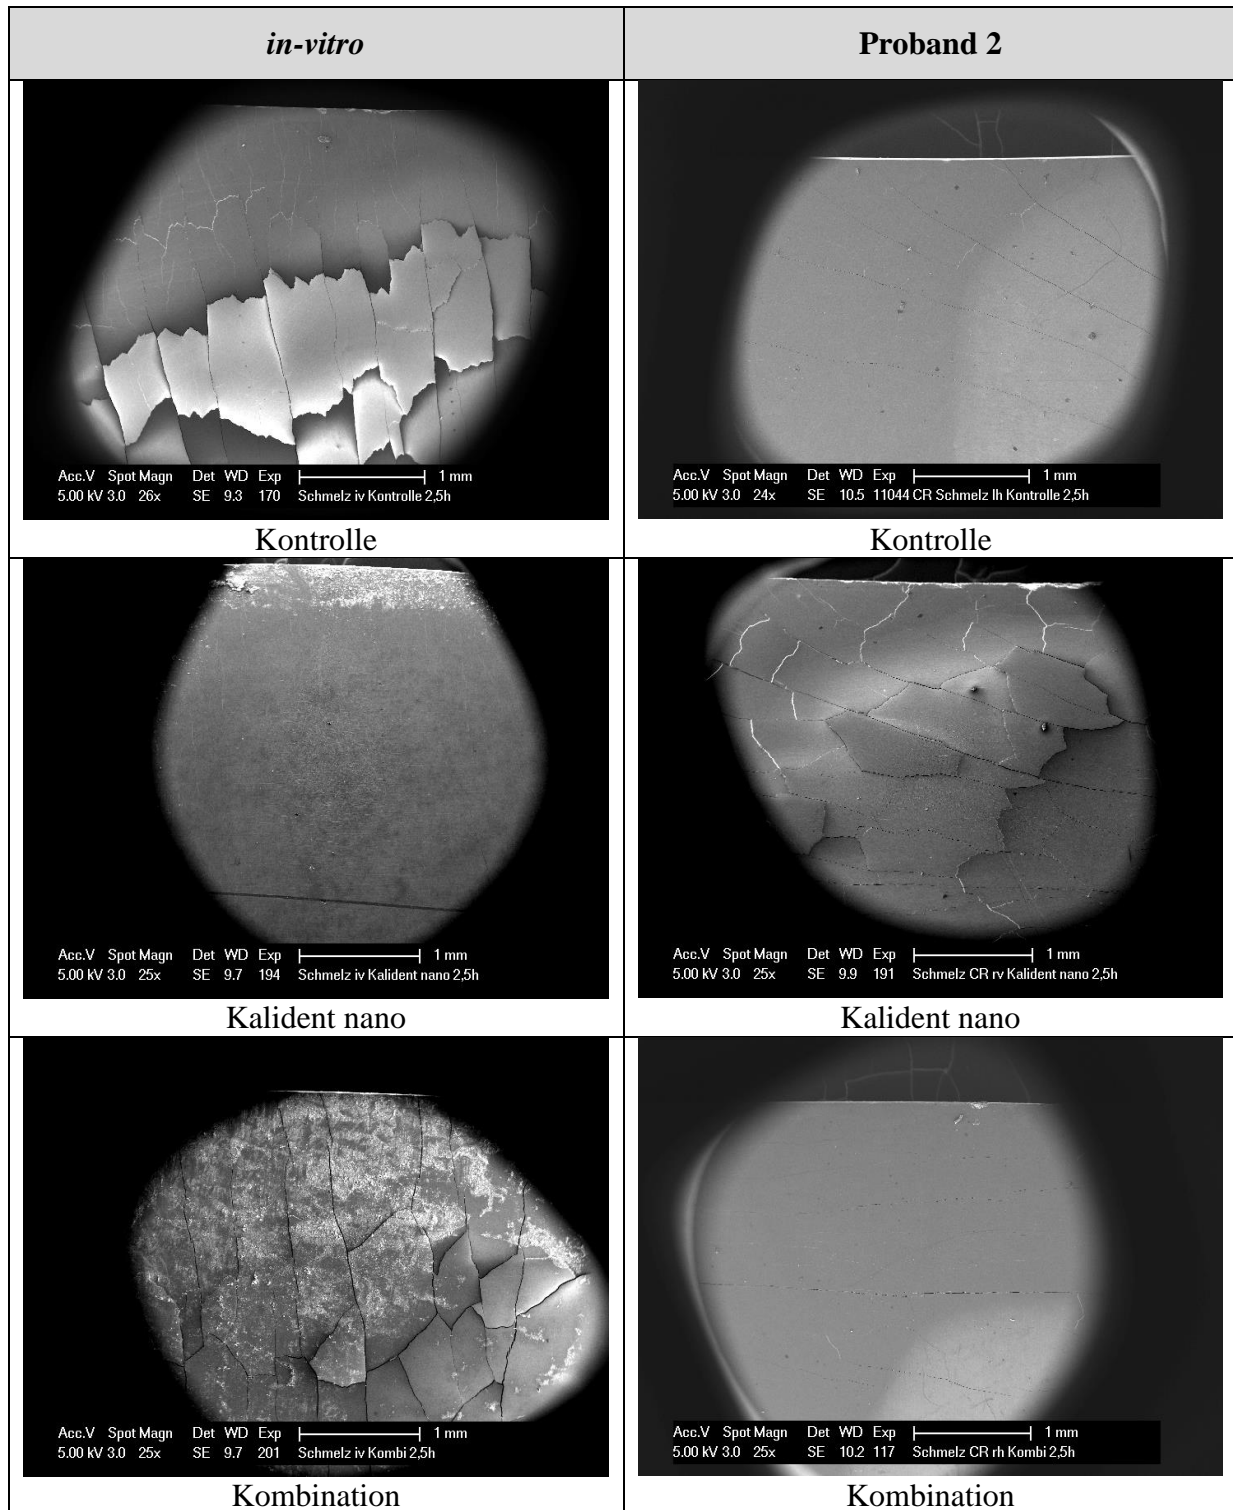 in-vitro
Proband 2
Acc.V Spot Magn Det WD Exp 1 mm
5.00 kV 3.0 26x SE 9.3 170 Schmelz iv Kontrolle 2,5h
Acc.V Spot Magn Det WD Exp 1 mm
5.00 kV 3.0 24x SE 10.5 11044 CR Schmelz lh Kontrolle 2,5h
Kontrolle
Kontrolle
Acc.V Spot Magn Det WD Exp 1 mm
5.00 kV 3.0 25x SE 9.7 194 Schmelz iv Kalident nano 2,5h
Acc.V Spot Magn Det WD Exp 1 mm
5.00 kV 3.0 25x SE 9.9 191 Schmelz CR rv Kalident nano 2,5h
Kalident nano
Kalident nano
Acc.V Spot Magn Det WD Exp 1 mm
5.00 kV 3.0 25x SE 9.7 201 Schmelz iv Kombi 2,5h
Acc.V Spot Magn Det WD Exp 1 mm
5.00 kV 3.0 25x SE 10.2 117 Schmelz CR rh Kombi 2,5h
Kombination
Kombination